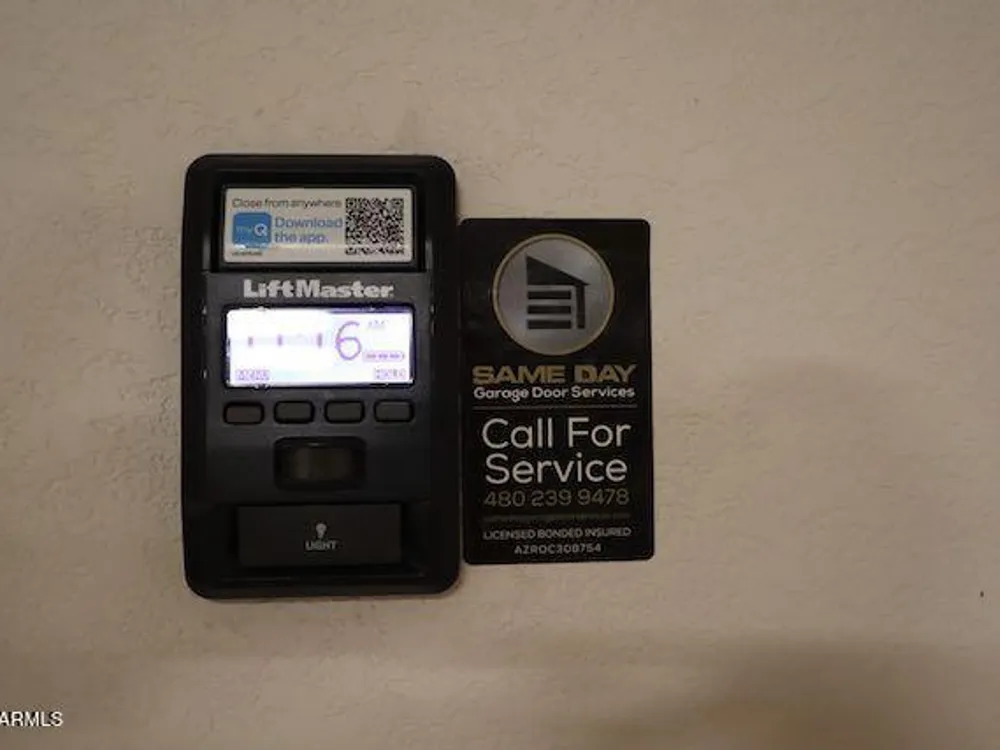 Close from anywhere
myQ
Download
the app.
LiftMaster
6 AM
MENU
SAME DAY
Garage Door Services
Call For
Service
480 239 9478
LICENSED BONDED INSURED
AZROC308754
LIGHT
ARMLS